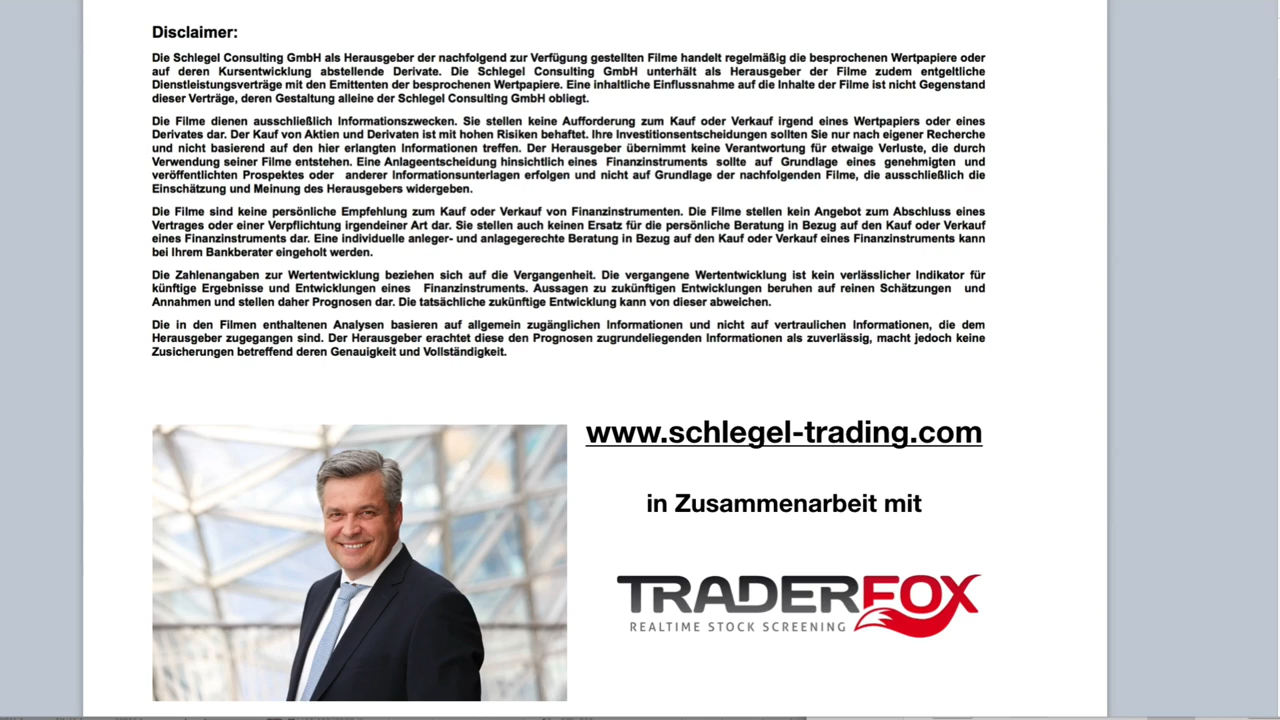 Disclaimer:
Die Schlegel Consulting GmbH als Herausgeber der nachfolgend zur Verfügung gestellten Filme handelt regelmäßig die besprochenen Wertpapiere oder
auf deren Kursentwicklung abstellende Derivate. Die Schlegel Consulting GmbH unterhält als Herausgeber der Filme zudem entgeltliche
Dienstleistungsverträge mit den Emittenten der besprochenen Wertpapiere. Eine inhaltliche Einflussnahme auf die Inhalte der Filme ist nicht Gegenstand
dieser Verträge, deren Gestaltung alleine der Schlegel Consulting GmbH obliegt.
Die Filme dienen ausschließlich Informationszwecken. Sie stellen keine Aufforderung zum Kauf oder Verkauf irgend eines Wertpapiers oder eines
Derivates dar. Der Kauf von Aktien und Derivaten ist mit hohen Risiken behaftet. Ihre Investitionsentscheidungen sollten Sie nur nach eigener Recherche
und nicht basierend auf den hier erlangten Informationen treffen. Der Herausgeber übernimmt keine Verantwortung für etwaige Verluste, die durch
Verwendung seiner Filme entstehen. Eine Anlageentscheidung hinsichtlich eines Finanzinstruments sollte auf Grundlage eines genehmigten und
veröffentlichten Prospektes oder anderer Informationsunterlagen erfolgen und nicht auf Grundlage der nachfolgenden Filme, die ausschließlich die
Einschätzung und Meinung des Herausgebers widergeben.
Die Filme sind keine persönliche Empfehlung zum Kauf oder Verkauf von Finanzinstrumenten. Die Filme stellen kein Angebot zum Abschluss eines
Vertrages oder einer Verpflichtung irgendeiner Art dar. Sie stellen auch keinen Ersatz für die persönliche Beratung in Bezug auf den Kauf oder Verkauf
eines Finanzinstruments dar. Eine individuelle anleger- und anlagegerechte Beratung in Bezug auf den Kauf oder Verkauf eines Finanzinstruments kann
bei Ihrem Bankberater eingeholt werden.
Die Zahlenangaben zur Wertentwicklung beziehen sich auf die Vergangenheit. Die vergangene Wertentwicklung ist kein verlässlicher Indikator für
künftige Ergebnisse und Entwicklungen eines Finanzinstruments. Aussagen zu zukünftigen Entwicklungen beruhen auf reinen Schätzungen und
Annahmen und stellen daher Prognosen dar. Die tatsächliche zukünftige Entwicklung kann von dieser abweichen.
Die in den Filmen enthaltenen Analysen basieren auf allgemein zugänglichen Informationen und nicht auf vertraulichen Informationen, die dem
Herausgeber zugegangen sind. Der Herausgeber erachtet diese den Prognosen zugrundeliegenden Informationen als zuverlässig, macht jedoch keine
Zusicherungen betreffend deren Genauigkeit und Vollständigkeit.
www.schlegel-trading.com
in Zusammenarbeit mit
TRADERFOX
REALTIME STOCK SCREENING